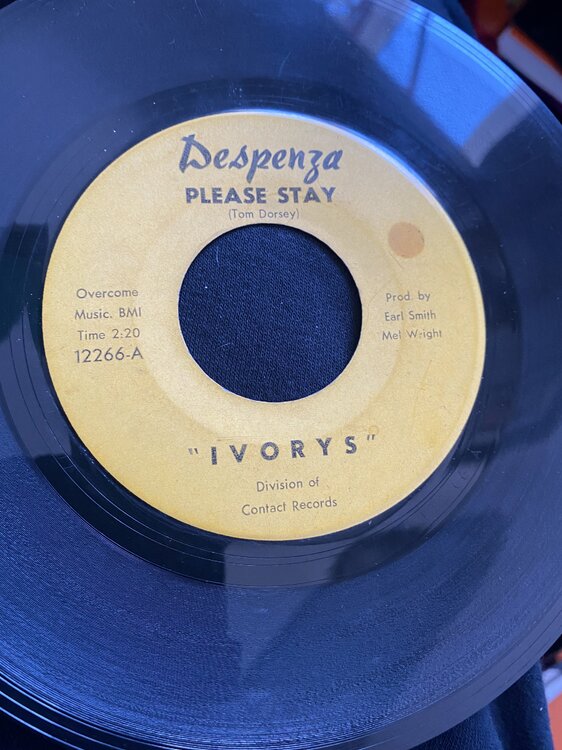 Despenza
PLEASE STAY
(Tom Dorsey)
Overcome
Music. BMI
Time 2:20
12266-A
Prod. by
Earl Smith
Mel Wright
"IVORYS"
Division of
Contact Records